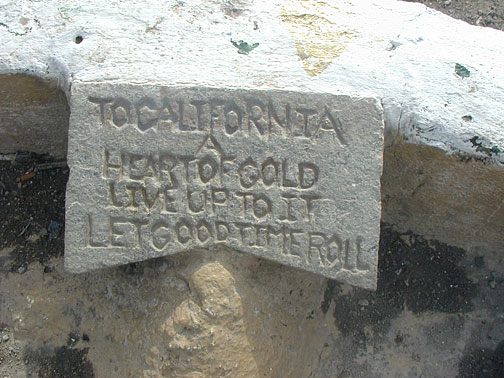 TO CALIFORNIA
A
HEART OF GOLD
LIVE UP TO IT
LET GOOD TIME ROLL